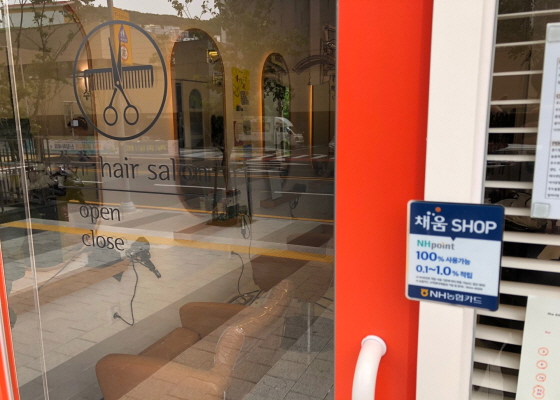 hair salon
open
close
채움 SHOP
NHpoint
100% 사용가능
0.1~1.0% 적립
NH농협카드